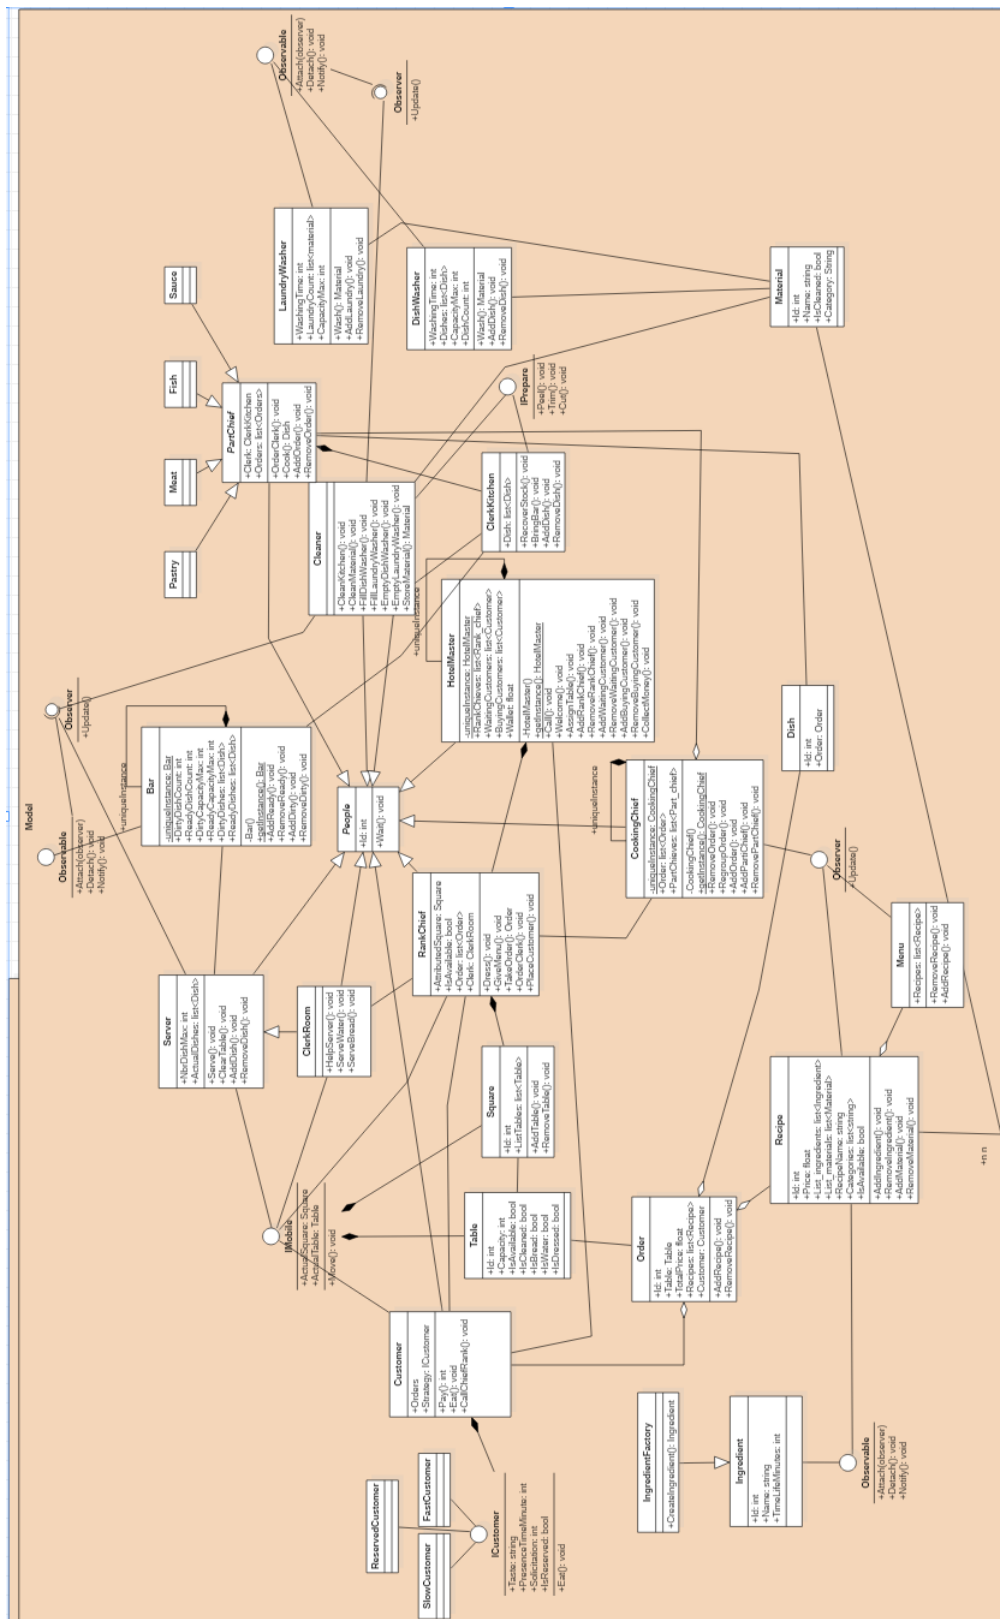 Model
ReservedCustomer
SlowCustomer
FastCustomer
ICustomer
+Taste: string
+PresenceTimeMinute: int
+Solicitation: int
+IsReserved: bool
+Eat(): void
Customer
+Orders
+Strategy: ICustomer
+Pay(): int
+Eat(): void
+CallChiefRank(): void
IngredientFactory
+CreateIngredient(): Ingredient
Ingredient
+Id: int
+Name: string
+TimeLifeMinutes: int
Observable
+Attach(observer)
+Detach(): void
+Notify(): void
IMobile
+ActualSquare: Square
+ActualTable: Table
+Move(): void
Table
+Id: int
+Capacity: int
+IsAvailable: bool
+IsCleaned: bool
+IsBread: bool
+IsWater: bool
+IsDressed: bool
Order
+Id: int
+Table: Table
+TotalPrice: float
+Recipes: list<Recipe>
+Customer: Customer
+AddRecipe(): void
+RemoveRecipe(): void
Square
+Id: int
+ListTables: list<Table>
+AddTable(): void
+RemoveTable(): void
Recipe
+Id: int
+Price: float
+List_ingredients: list<Ingredient>
+List_materials: list<Material>
+RecipeName: string
+Categories: list<string>
+IsAvailable: bool
+AddIngredient(): void
+RemoveIngredient(): void
+AddMaterial(): void
+RemoveMaterial(): void
+n n
Server
+NbrDishMax: int
+ActualDishes: list<Dish>
+Serve(): void
+ClearTable(): void
+AddDish(): void
+RemoveDish(): void
ClerkRoom
+HelpServer(): void
+ServeWater(): void
+ServeBread(): void
RankChief
+AttributedSquare: Square
+IsAvailable: bool
+Order: list<Order>
+Clerk: ClerkRoom
+Dress(): void
+GiveMenu(): void
+TakeOrder(): Order
+OrderClerk(): void
+PlaceCustomer(): void
Menu
+Recipes: list<Recipe>
+RemoveRecipe(): void
+AddRecipe(): void
Observable
+Attach(observer)
+Detach(): void
+Notify(): void
+uniqueInstance
Bar
-uniqueInstance: Bar
+DirtyDishCount: int
+ReadyDishCount: int
+DirtyCapacityMax: int
+ReadyCapacityMax: int
+DirtyDishes: list<Dish>
+ReadyDishes: list<Dish>
-Bar()
+getInstance(): Bar
+AddReady(): void
+RemoveReady(): void
+AddDirty(): void
+RemoveDirty(): void
People
+Id: int
+Wait(): void
+uniqueInstance
CookingChief
-uniqueInstance: CookingChief
+Order: list<Order>
+PartChieves: list<Part_chief>
-CookingChief()
+getInstance(): CookingChief
+RemoveOrder(): void
+RegroupOrder(): void
+AddOrder(): void
+AddPartChief(): void
+RemovePartChief(): void
Observer
+Update()
Observer
+Update()
+uniqueInstance
HotelMaster
-uniqueInstance: HotelMaster
+RankChieves: list<Rank_chief>
+WaitingCustomers: list<Customer>
+BuyingCustomers: list<Customer>
+Wallet: float
-HotelMaster()
+getInstance(): HotelMaster
+Call(): void
+Welcome(): void
+AssignTable(): void
+AddRankChief(): void
+RemoveRankChief(): void
+AddWaitingCustomer(): void
+RemoveWaitingCustomer(): void
+AddBuyingCustomer(): void
+RemoveBuyingCustomer(): void
+CollectMoney(): void
Dish
+Id: int
+Order: Order
Pastry
Meat
Fish
Sauce
PartChief
+Clerk: ClerkKitchen
+Orders: list<Orders>
+OrderClerk(): void
+Cook(): Dish
+AddOrder(): void
+RemoveOrder(): void
Cleaner
+CleanKitchen(): void
+CleanMaterial(): void
+FillDishWasher(): void
+FillLaundryWasher(): void
+EmptyDishWasher(): void
+EmptyLaundryWasher(): void
+StoreMaterial(): Material
ClerkKitchen
+Dish: list<Dish>
+RecoverStock(): void
+BringBar(): void
+AddDish(): void
+RemoveDish(): void
IPrepare
+Peel(): void
+Trim(): void
+Cut(): void
LaundryWasher
+WashingTime: int
+LaundryCount: list<material>
+CapacityMax: int
+Wash(): Material
+AddLaundry(): void
+RemoveLaundry(): void
DishWasher
+WashingTime: int
+Dishes: list<Dish>
+CapacityMax: int
+DishCount: int
+Wash(): Material
+AddDish(): void
+RemoveDish(): void
Material
+Id: int
+Name: string
+IsCleaned: bool
+Category: String
Observable
+Attach(observer)
+Detach(): void
+Notify(): void
Observer
+Update()